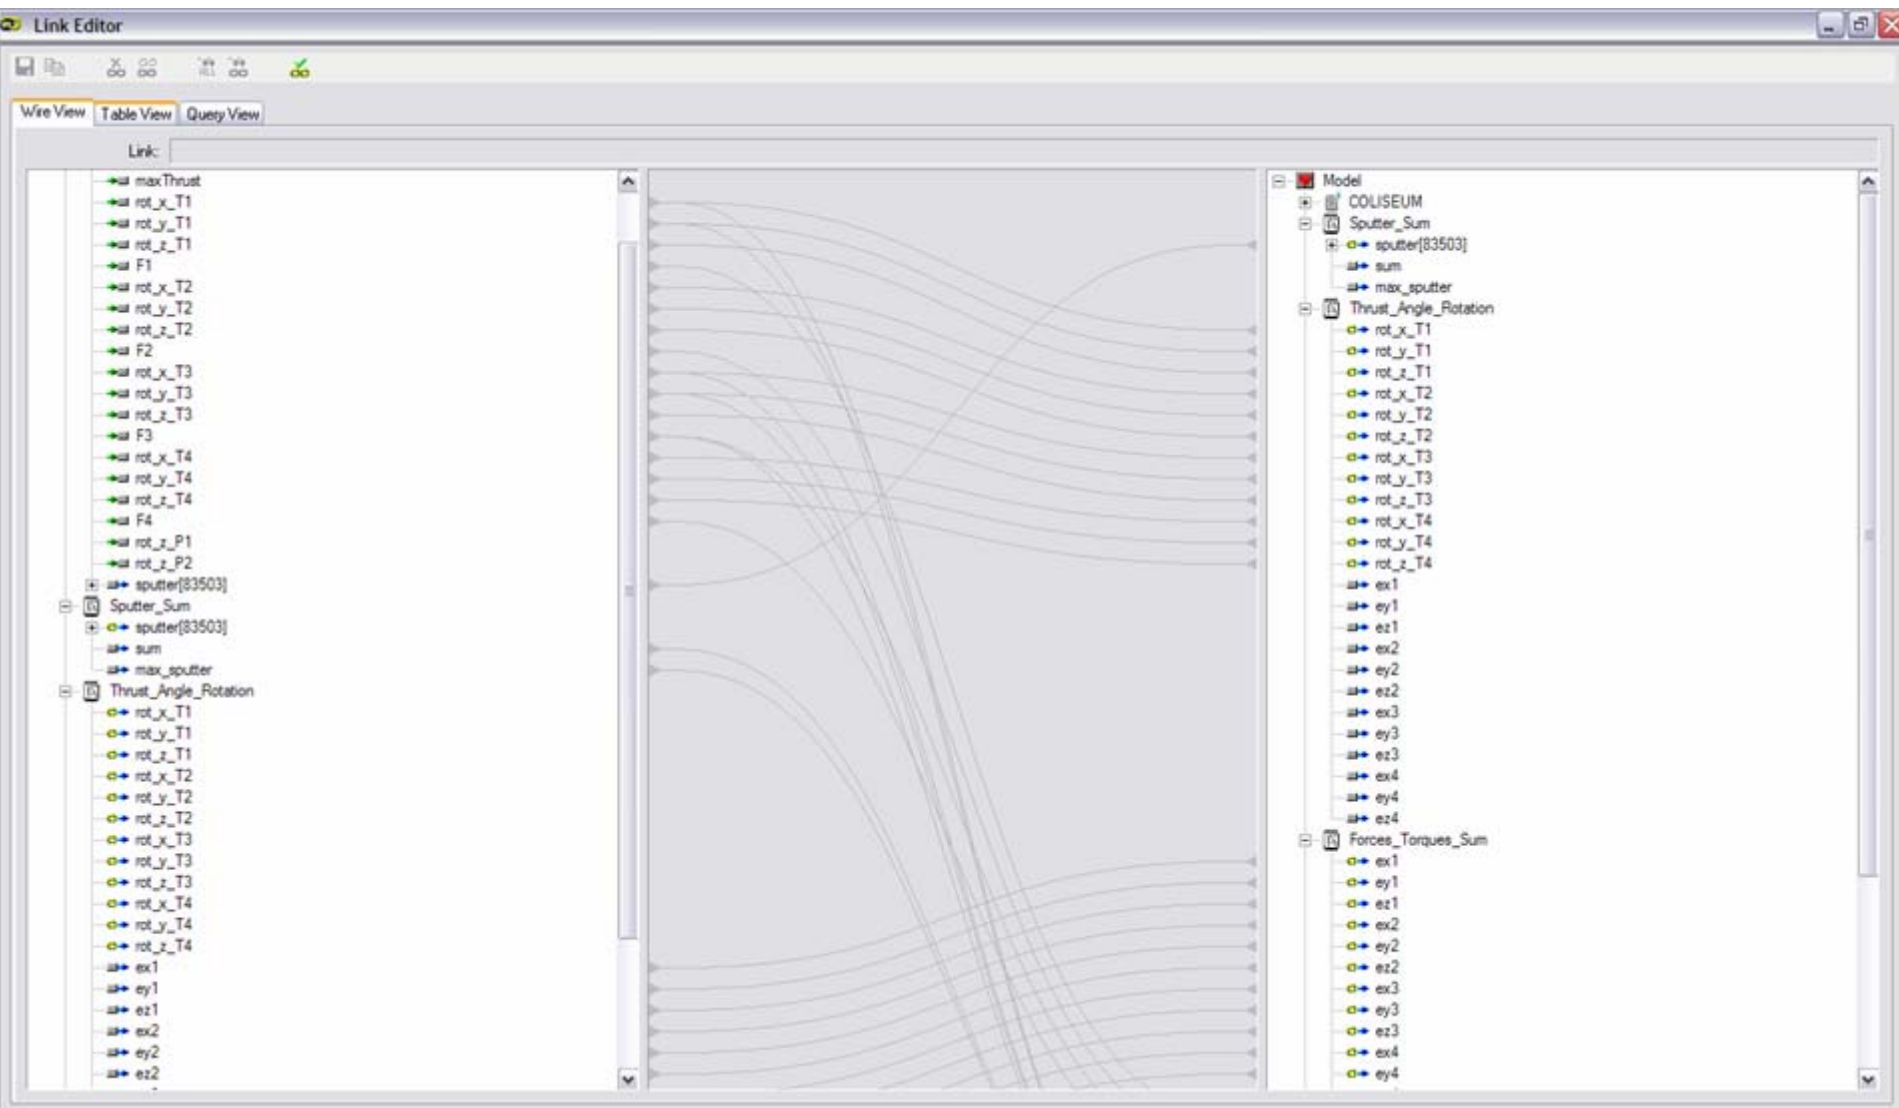 Link Editor
Wire View Table View Query View
Link:
maxThrust
rot_x_T1
rot_y_T1
rot_z_T1
F1
rot_x_T2
rot_y_T2
rot_z_T2
F2
rot_x_T3
rot_y_T3
rot_z_T3
F3
rot_x_T4
rot_y_T4
rot_z_T4
F4
rot_z_P1
rot_z_P2
sputter[83503]
Sputter_Sum
sputter[83503]
sum
max_sputter
Thrust_Angle_Rotation
rot_x_T1
rot_y_T1
rot_z_T1
rot_x_T2
rot_y_T2
rot_z_T2
rot_x_T3
rot_y_T3
rot_z_T3
rot_x_T4
rot_y_T4
rot_z_T4
ex1
ey1
ez1
ex2
ey2
ez2
Model
COLISEUM
Sputter_Sum
sputter[83503]
sum
max_sputter
Thrust_Angle_Rotation
rot_x_T1
rot_y_T1
rot_z_T1
rot_x_T2
rot_y_T2
rot_z_T2
rot_x_T3
rot_y_T3
rot_z_T3
rot_x_T4
rot_y_T4
rot_z_T4
ex1
ey1
ez1
ex2
ey2
ez2
ex3
ey3
ez3
ex4
ey4
ez4
Forces_Torques_Sum
ex1
ey1
ez1
ex2
ey2
ez2
ex3
ey3
ez3
ex4
ey4